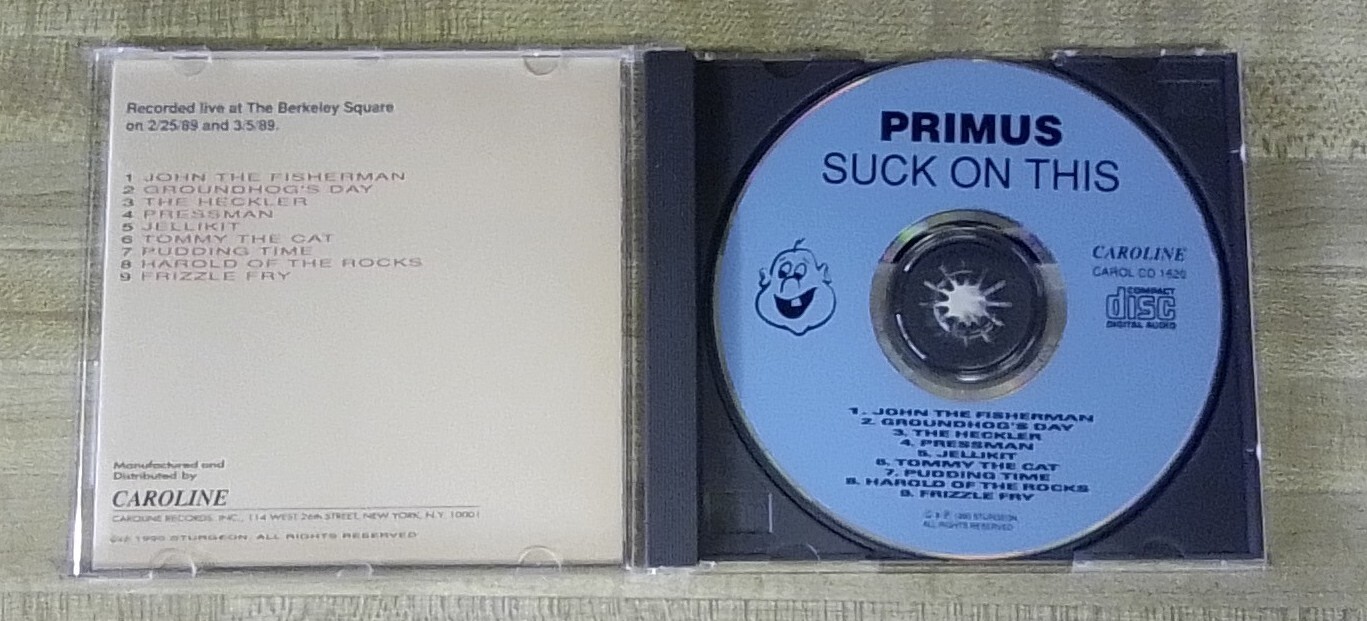 Recorded live at The Berkeley Square
on 2/25/89 and 3/5/89.
1 JOHN THE FISHERMAN
2 GROUNDHOG'S DAY
3 THE HECKLER
4 PRESSMAN
5 JELLIKIT
6 TOMMY THE CAT
7 PUDDING TIME
8 HAROLD OF THE ROCKS
9 FRIZZLE FRY
Manufactured and
Distributed by
CAROLINE
CAROLINE RECORDS, INC., 114 WEST 26th STREET, NEW YORK, N.Y. 10001
©℗ 1990 STURGEON. ALL RIGHTS RESERVED
PRIMUS
SUCK ON THIS
CAROLINE
CAROL CD 1620
COMPACT
disc
DIGITAL AUDIO
1. JOHN THE FISHERMAN
2. GROUNDHOG'S DAY
3. THE HECKLER
4. PRESSMAN
5. JELLIKIT
6. TOMMY THE CAT
7. PUDDING TIME
8. HAROLD OF THE ROCKS
9. FRIZZLE FRY
© & ℗ 1990 STURGEON,
ALL RIGHTS RESERVED